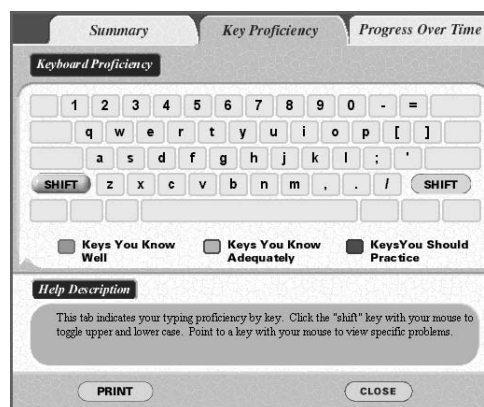 Summary Key Proficiency Progress Over Time
Keyboard Proficiency
1 2 3 4 5 6 7 8 9 0 - =
q w e r t y u i o p [ ]
a s d f g h j k l ; '
SHIFT z x c v b n m , . / SHIFT
Keys You Know Well
Keys You Know Adequately
KeysYou Should Practice
Help Description
This tab indicates your typing proficiency by key. Click the "shift" key with your mouse to
toggle upper and lower case. Point to a key with your mouse to view specific problems.
PRINT CLOSE